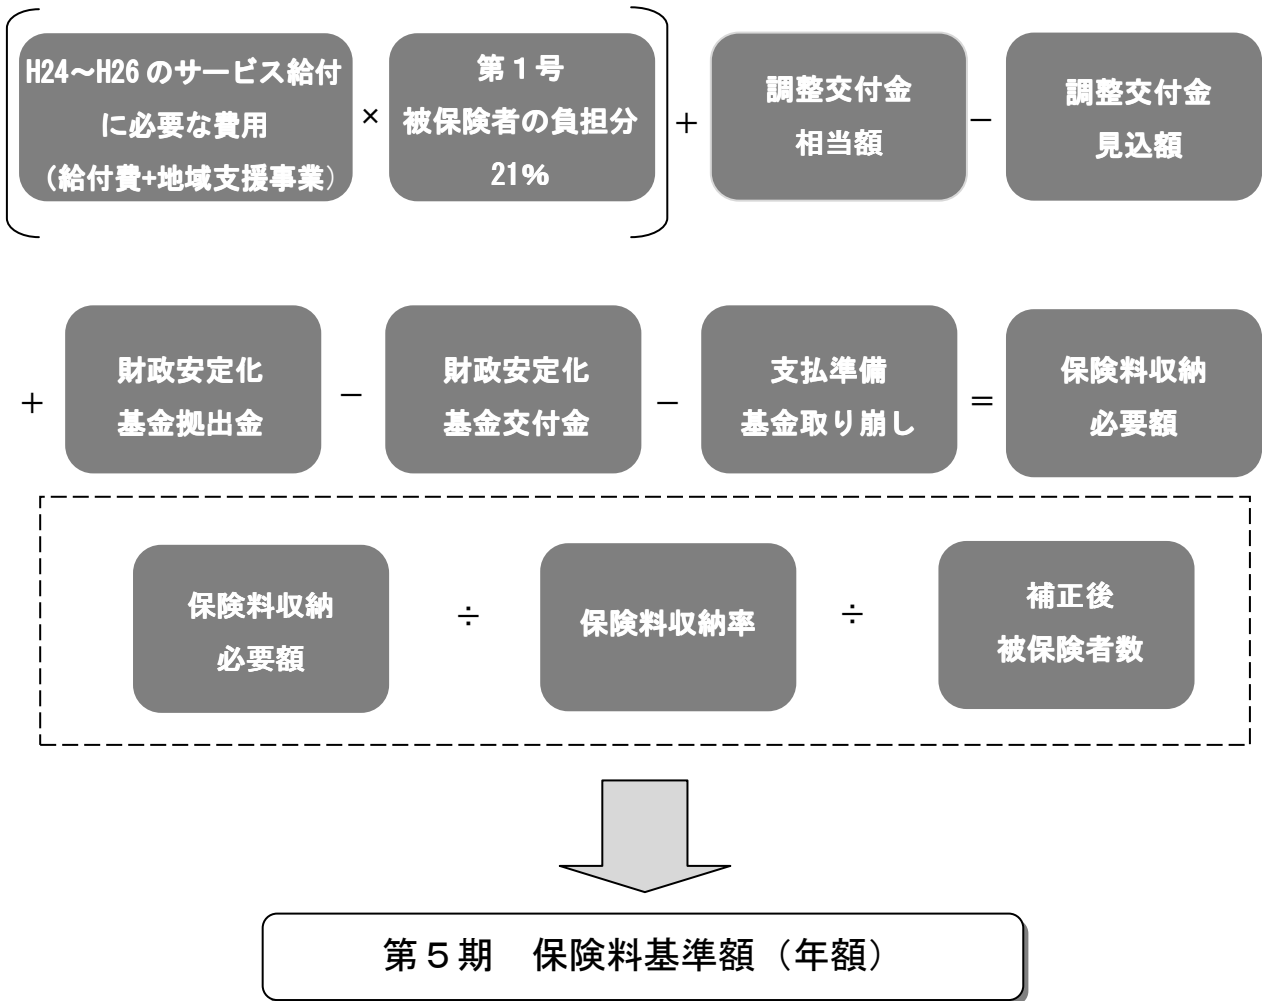 H24～H26のサービス給付
に必要な費用
（給付費+地域支援事業）
×
第１号
被保険者の負担分
21％
＋
調整交付金
相当額
－
調整交付金
見込額
＋
財政安定化
基金拠出金
－
財政安定化
基金交付金
－
支払準備
基金取り崩し
＝
保険料収納
必要額
保険料収納
必要額
÷
保険料収納率
÷
補正後
被保険者数
第５期　保険料基準額（年額）